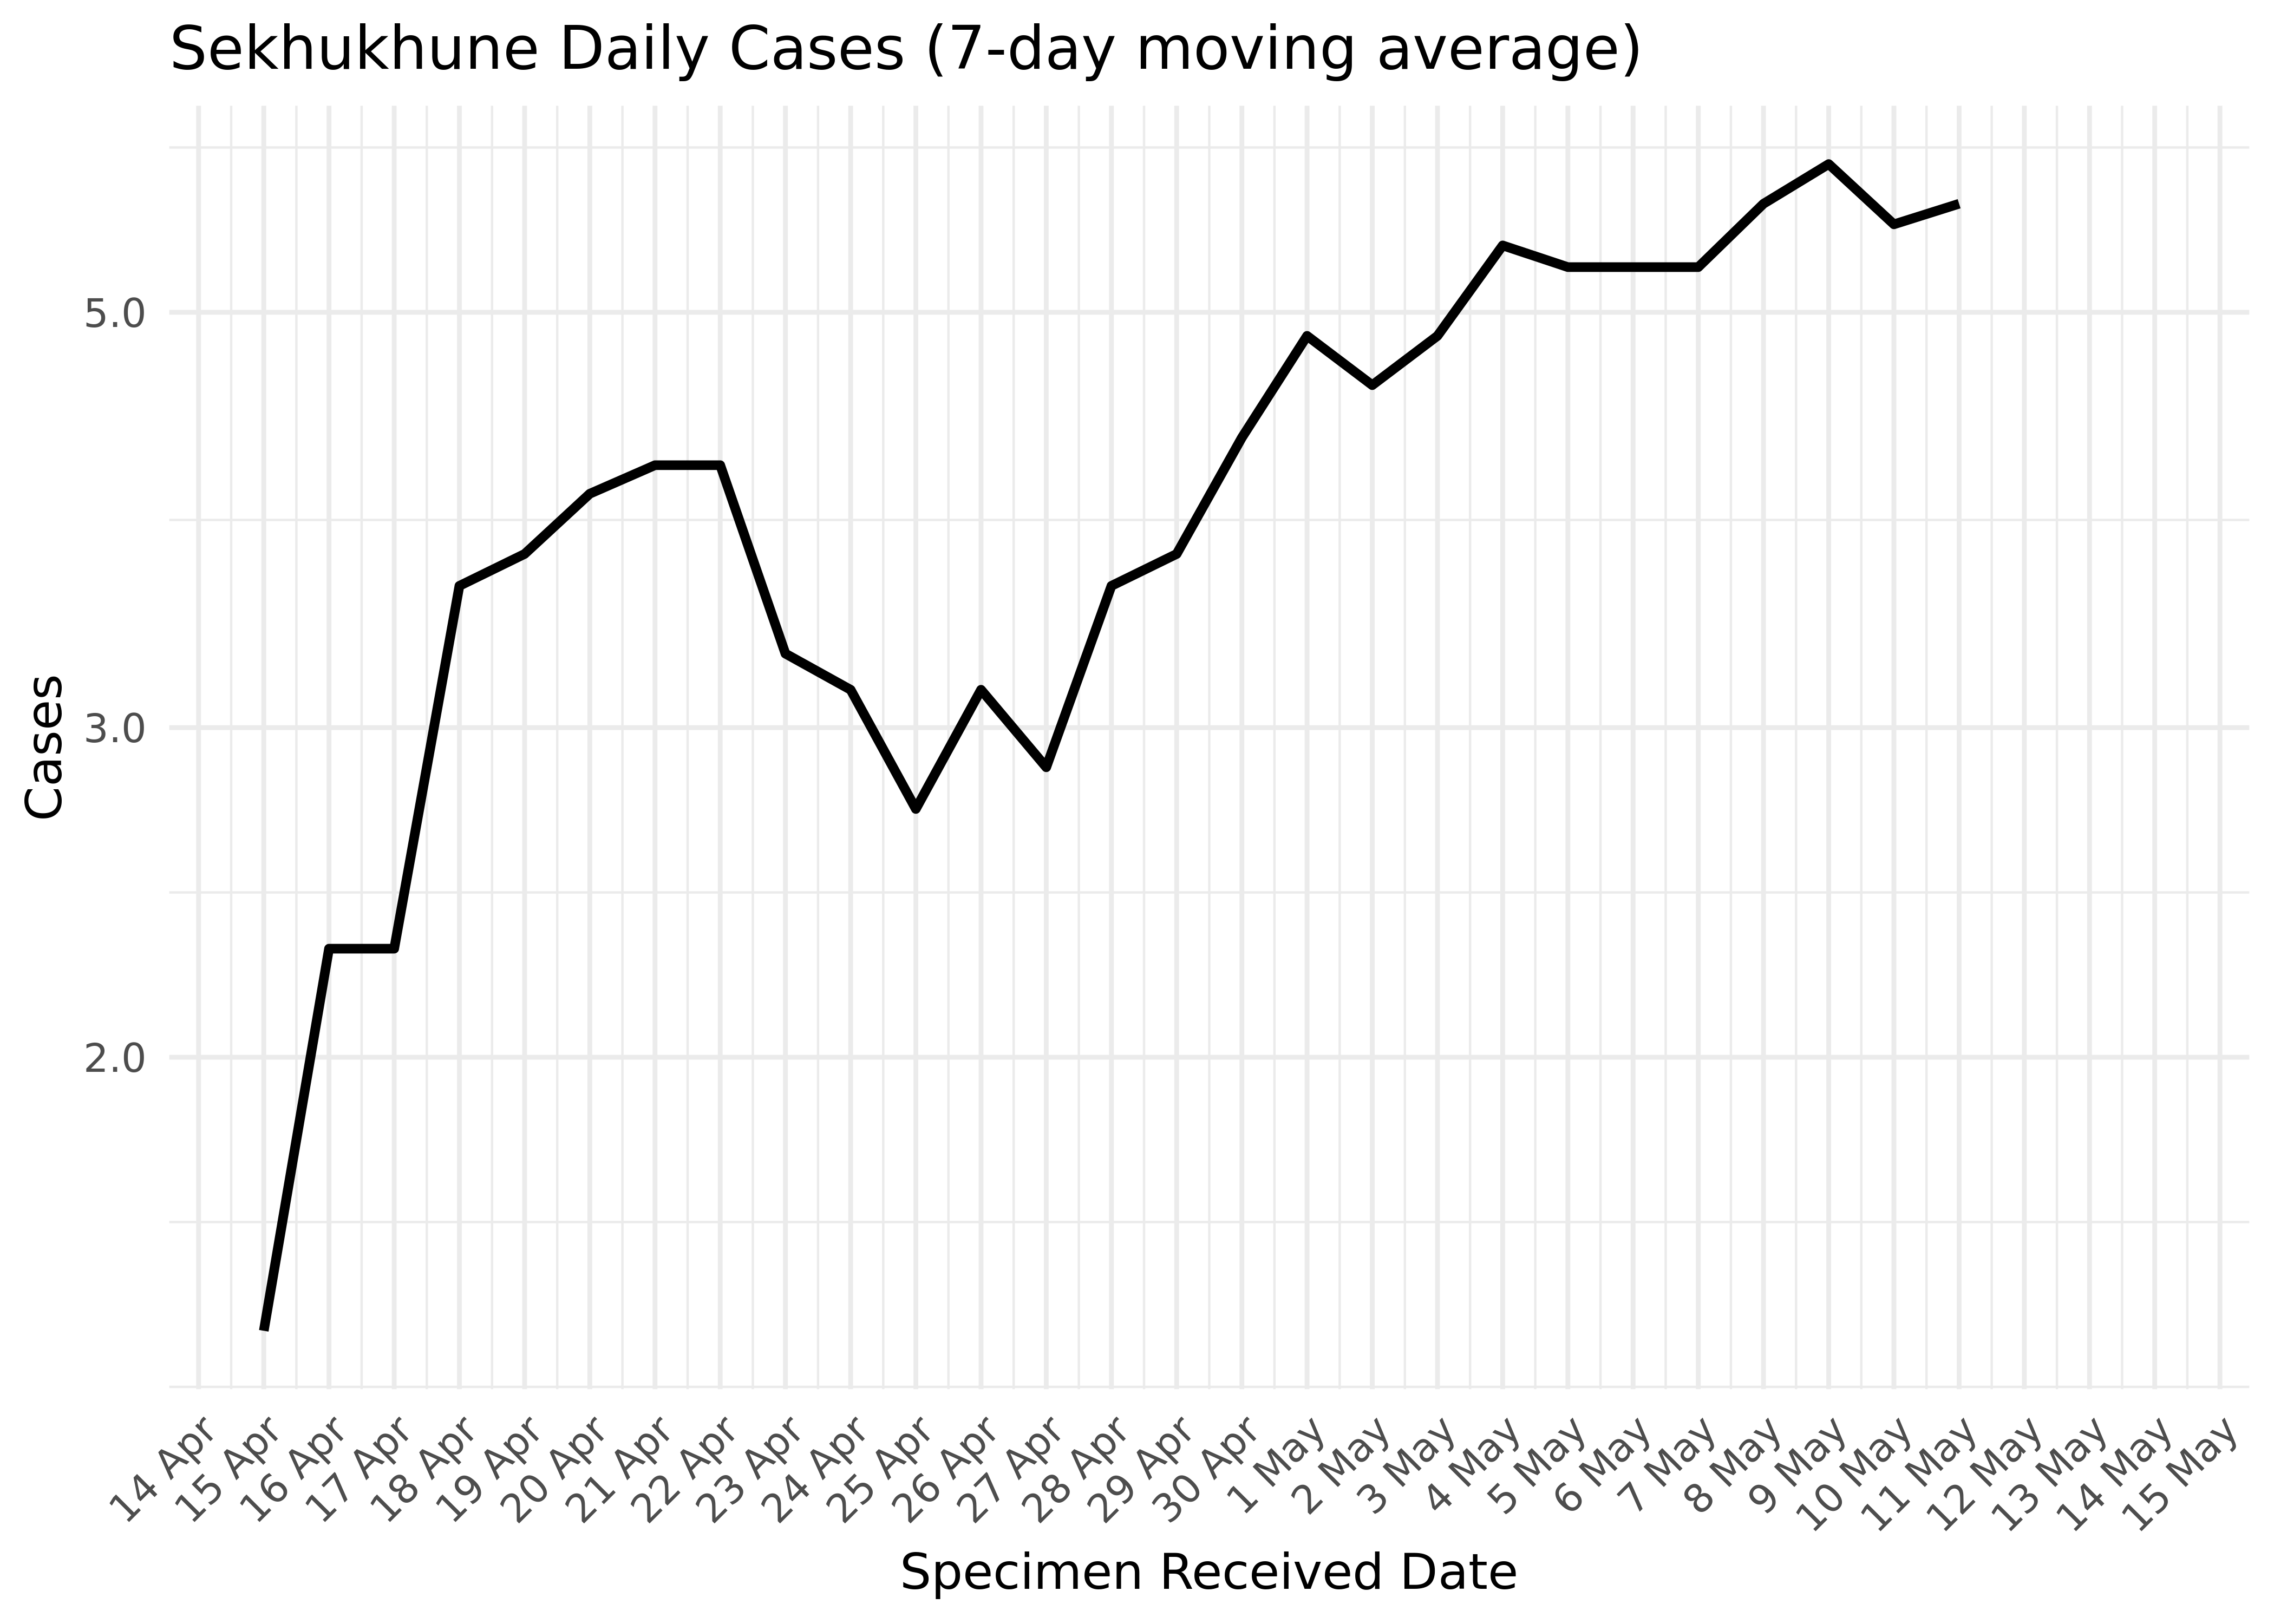 Sekhukhune Daily Cases (7-day moving average)
Cases
5.0
3.0
2.0
14 Apr
15 Apr
16 Apr
17 Apr
18 Apr
19 Apr
20 Apr
21 Apr
22 Apr
23 Apr
24 Apr
25 Apr
26 Apr
27 Apr
28 Apr
29 Apr
30 Apr
1 May
2 May
3 May
4 May
5 May
6 May
7 May
8 May
9 May
10 May
11 May
12 May
13 May
14 May
15 May
Specimen Received Date